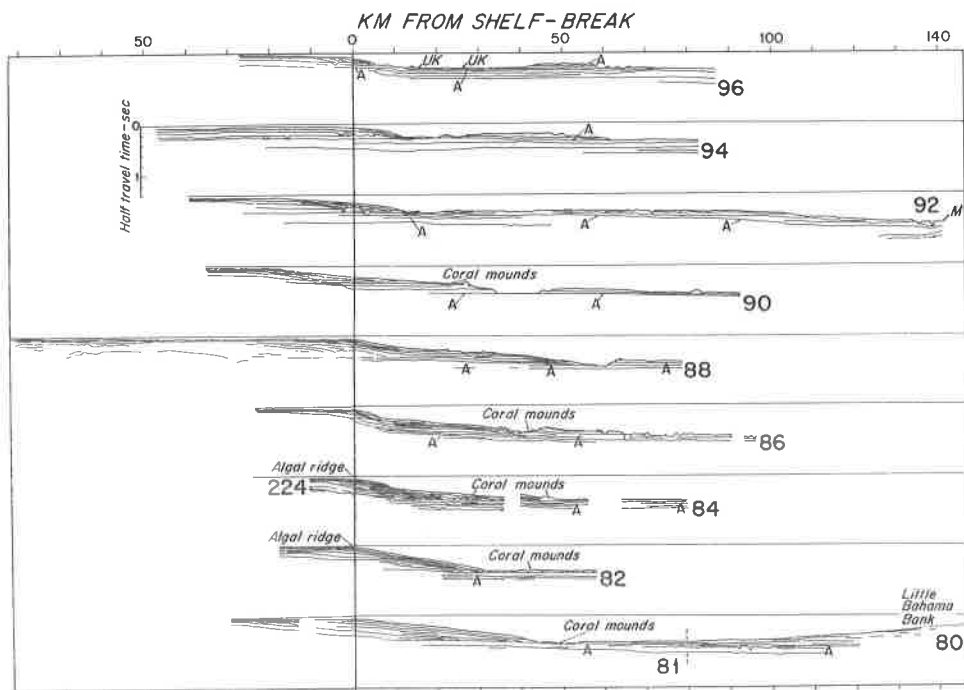 KM FROM SHELF-BREAK
50 0 50 100 140
UK UK A
A A 96
Half travel time-sec
0
1
A
94
92 M
A A A
Coral mounds
A A 90
A A A 88
Coral mounds
A A 86
Algal ridge
224 Coral mounds
A A 84
Algal ridge
Coral mounds
A 82
Little
Bahama
Bank
Coral mounds
A A 80
81